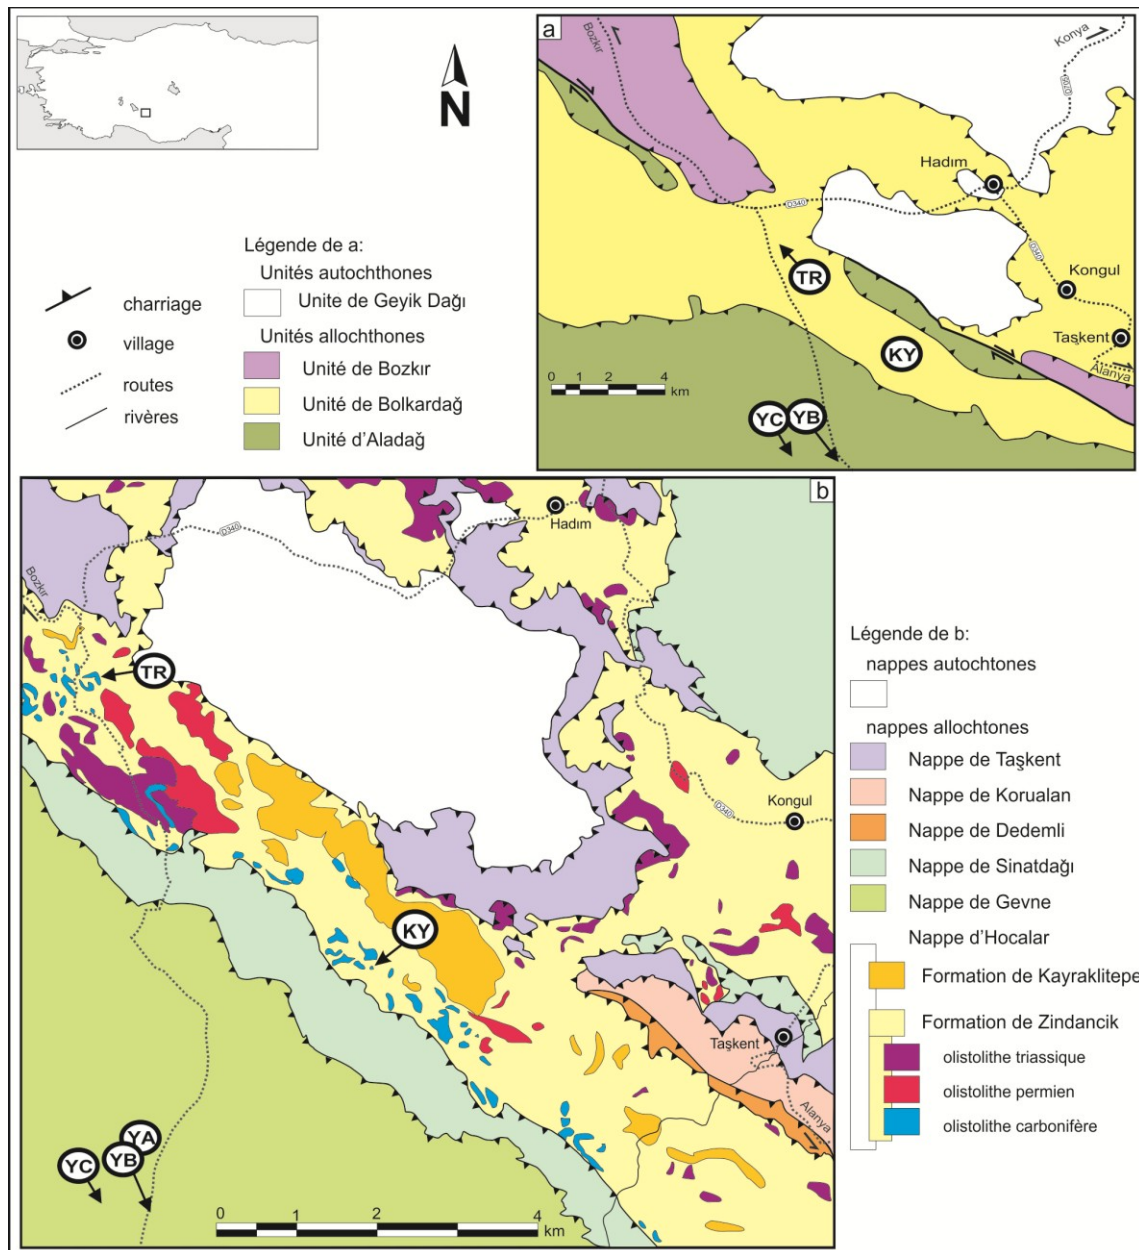 N
Légende de a:
Unités autochthones
Unite de Geyik Dağı
Unités allochthones
Unité de Bozkır
Unité de Bolkardağ
Unité d'Aladağ
charriage
village
routes
rivères
a
Bozkır
Konya
Hadım
D340
D340
Kongul
TR
Taşkent
KY
Alanya
0 2 4
km
YC
YB
b
Hadım
D340
Bozkır
TR
Kongul
D340
KY
Taşkent
Alanya
YA
YC
YB
0 1 2 4
km
Légende de b:
nappes autochtones
nappes allochtones
Nappe de Taşkent
Nappe de Korualan
Nappe de Dedemli
Nappe de Sinatdağı
Nappe de Gevne
Nappe d'Hocalar
Formation de Kayraklitepe
Formation de Zindancik
olistolithe triassique
olistolithe permien
olistolithe carbonifère